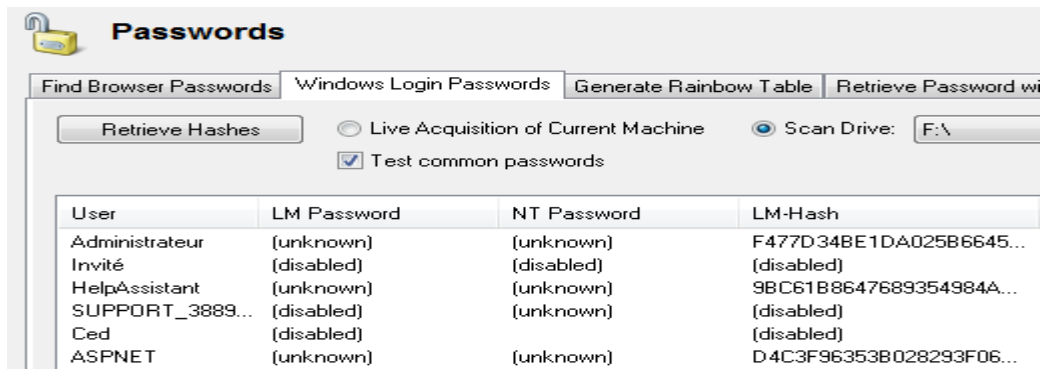 Passwords
Find Browser Passwords Windows Login Passwords Generate Rainbow Table Retrieve Password wi
Retrieve Hashes Live Acquisition of Current Machine Scan Drive: F:\
Test common passwords
User LM Password NT Password LM-Hash
Administrateur (unknown) (unknown) F477D34BE1DA025B6645...
Invité (disabled) (disabled) (disabled)
HelpAssistant (unknown) (unknown) 9BC61B8647689354984A...
SUPPORT_3889... (disabled) (unknown) (disabled)
Ced (disabled) (disabled)
ASPNET (unknown) (unknown) D4C3F96353B028293F06...